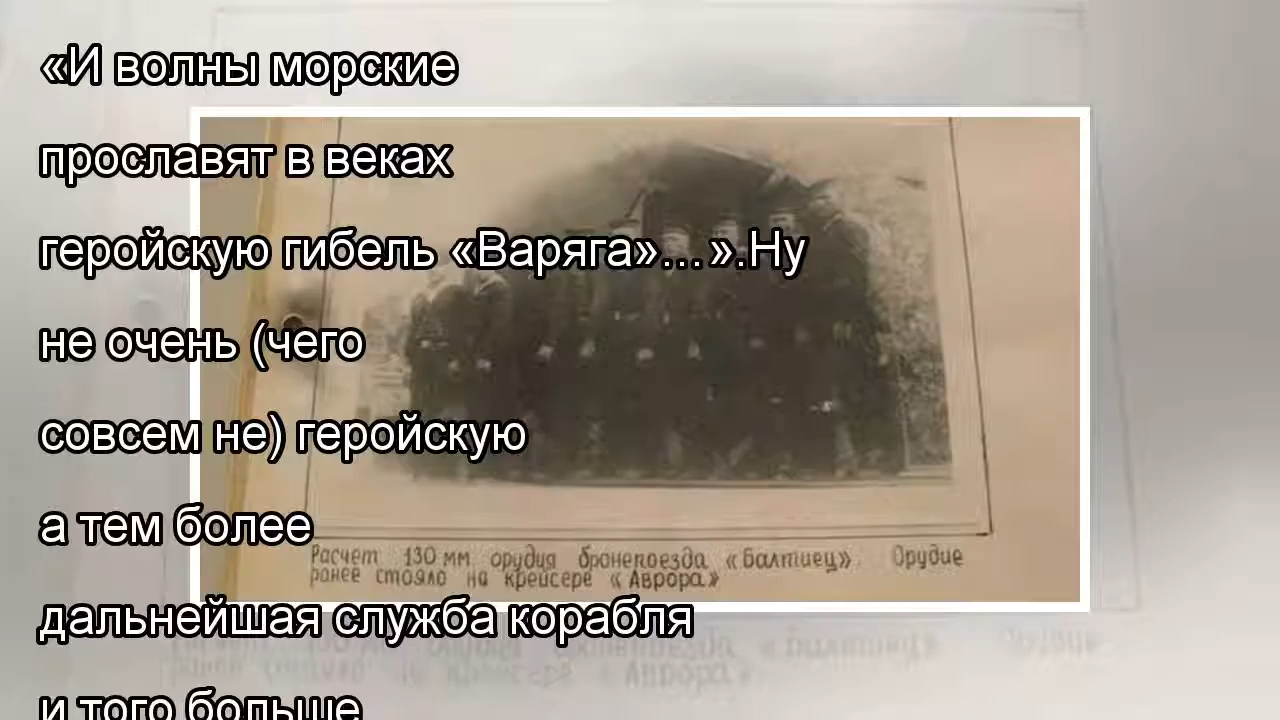 «И волны морские
прославят в веках
геройскую гибель «Варяга»...».Ну
не очень (чего
совсем не) геройскую
а тем более
дальнейшая служба корабля
и того больше
Расчет 130 мм орудия бронепоезда «Балтиец» Орудие
ранее стояло на крейсере «Аврора»